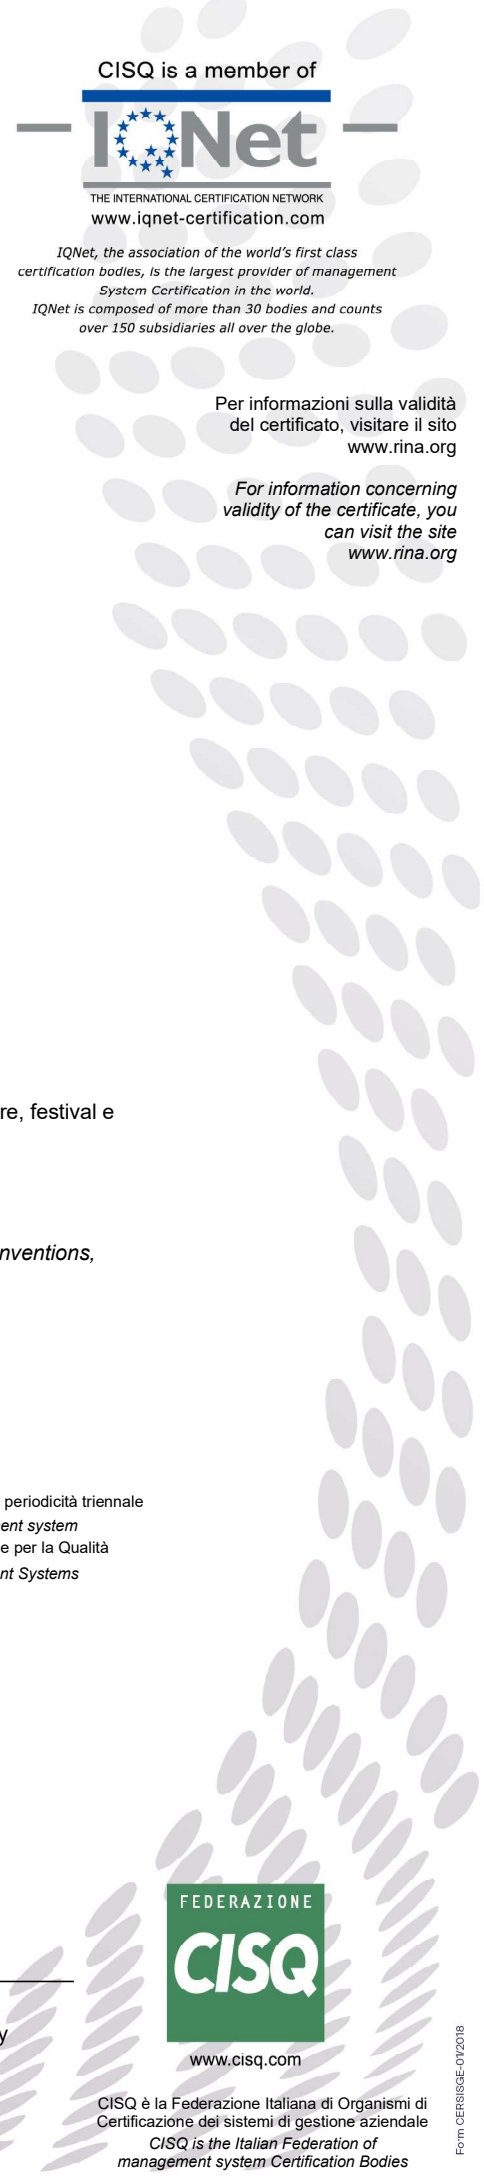 CISQ is a member of
IQNet
THE INTERNATIONAL CERTIFICATION NETWORK
www.iqnet-certification.com
IQNet, the association of the world's first class
certification bodies, is the largest provider of management
System Certification in the world.
IQNet is composed of more than 30 bodies and counts
over 150 subsidiaries all over the globe.
Per informazioni sulla validità
del certificato, visitare il sito
www.rina.org
For information concerning
validity of the certificate, you
can visit the site
www.rina.org
re, festival e
nventions,
periodicità triennale
ent system
e per la Qualità
nt Systems
FEDERAZIONE
CISQ
y
www.cisq.com
CISQ è la Federazione Italiana di Organismi di
Certificazione dei sistemi di gestione aziendale
CISQ is the Italian Federation of
management system Certification Bodies
Form CERSISGE-01/2018